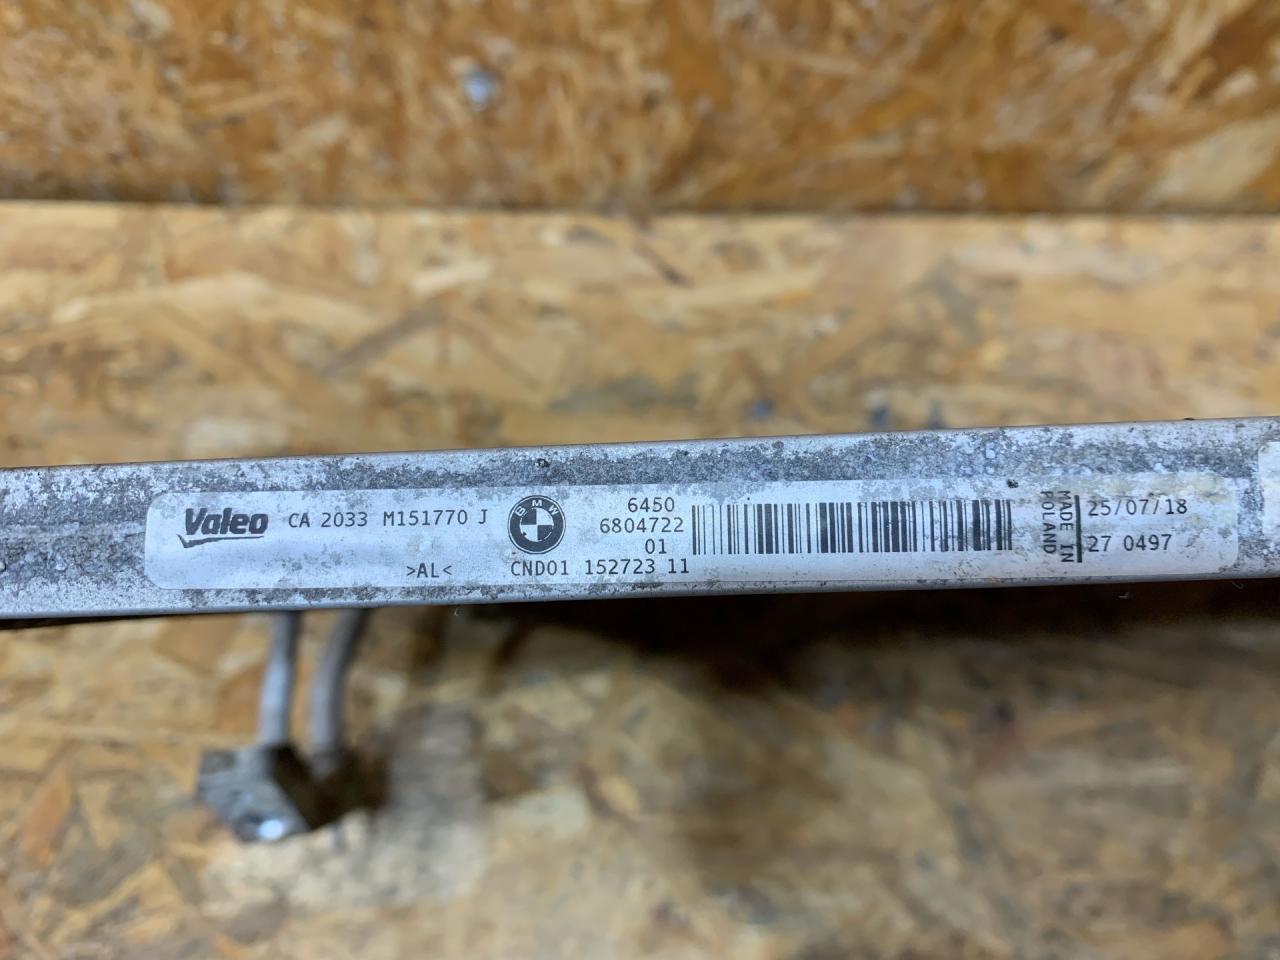 Valeo CA 2033 M151770 J
>AL<
BMW
6450
6804722
01
CND01 152723 11
MADE IN
POLAND
25/07/18
27 0497